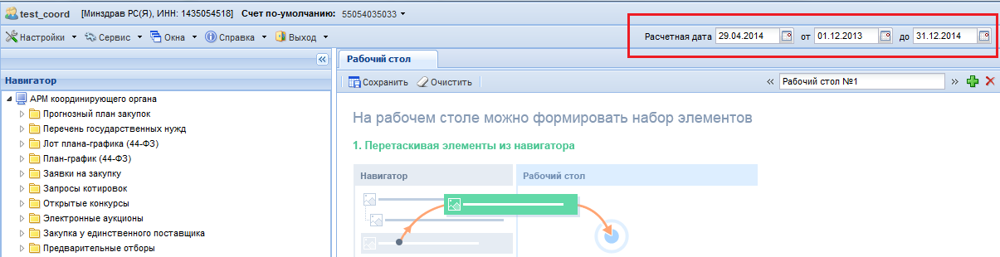 test_coord [Минздрав РС(Я), ИНН: 1435054518] Счет по-умолчанию: 55054035033
Настройки Сервис Окна Справка Выход Расчетная дата 29.04.2014 от 01.12.2013 до 31.12.2014
Навигатор
АРМ координирующего органа
Прогнозный план закупок
Перечень государственных нужд
Лот плана-графика (44-ФЗ)
План-график (44-ФЗ)
Заявки на закупку
Запросы котировок
Открытые конкурсы
Электронные аукционы
Закупка у единственного поставщика
Предварительные отборы
Рабочий стол
Сохранить Очистить Рабочий стол №1
На рабочем столе можно формировать набор элементов
1. Перетаскивая элементы из навигатора
Навигатор Рабочий стол